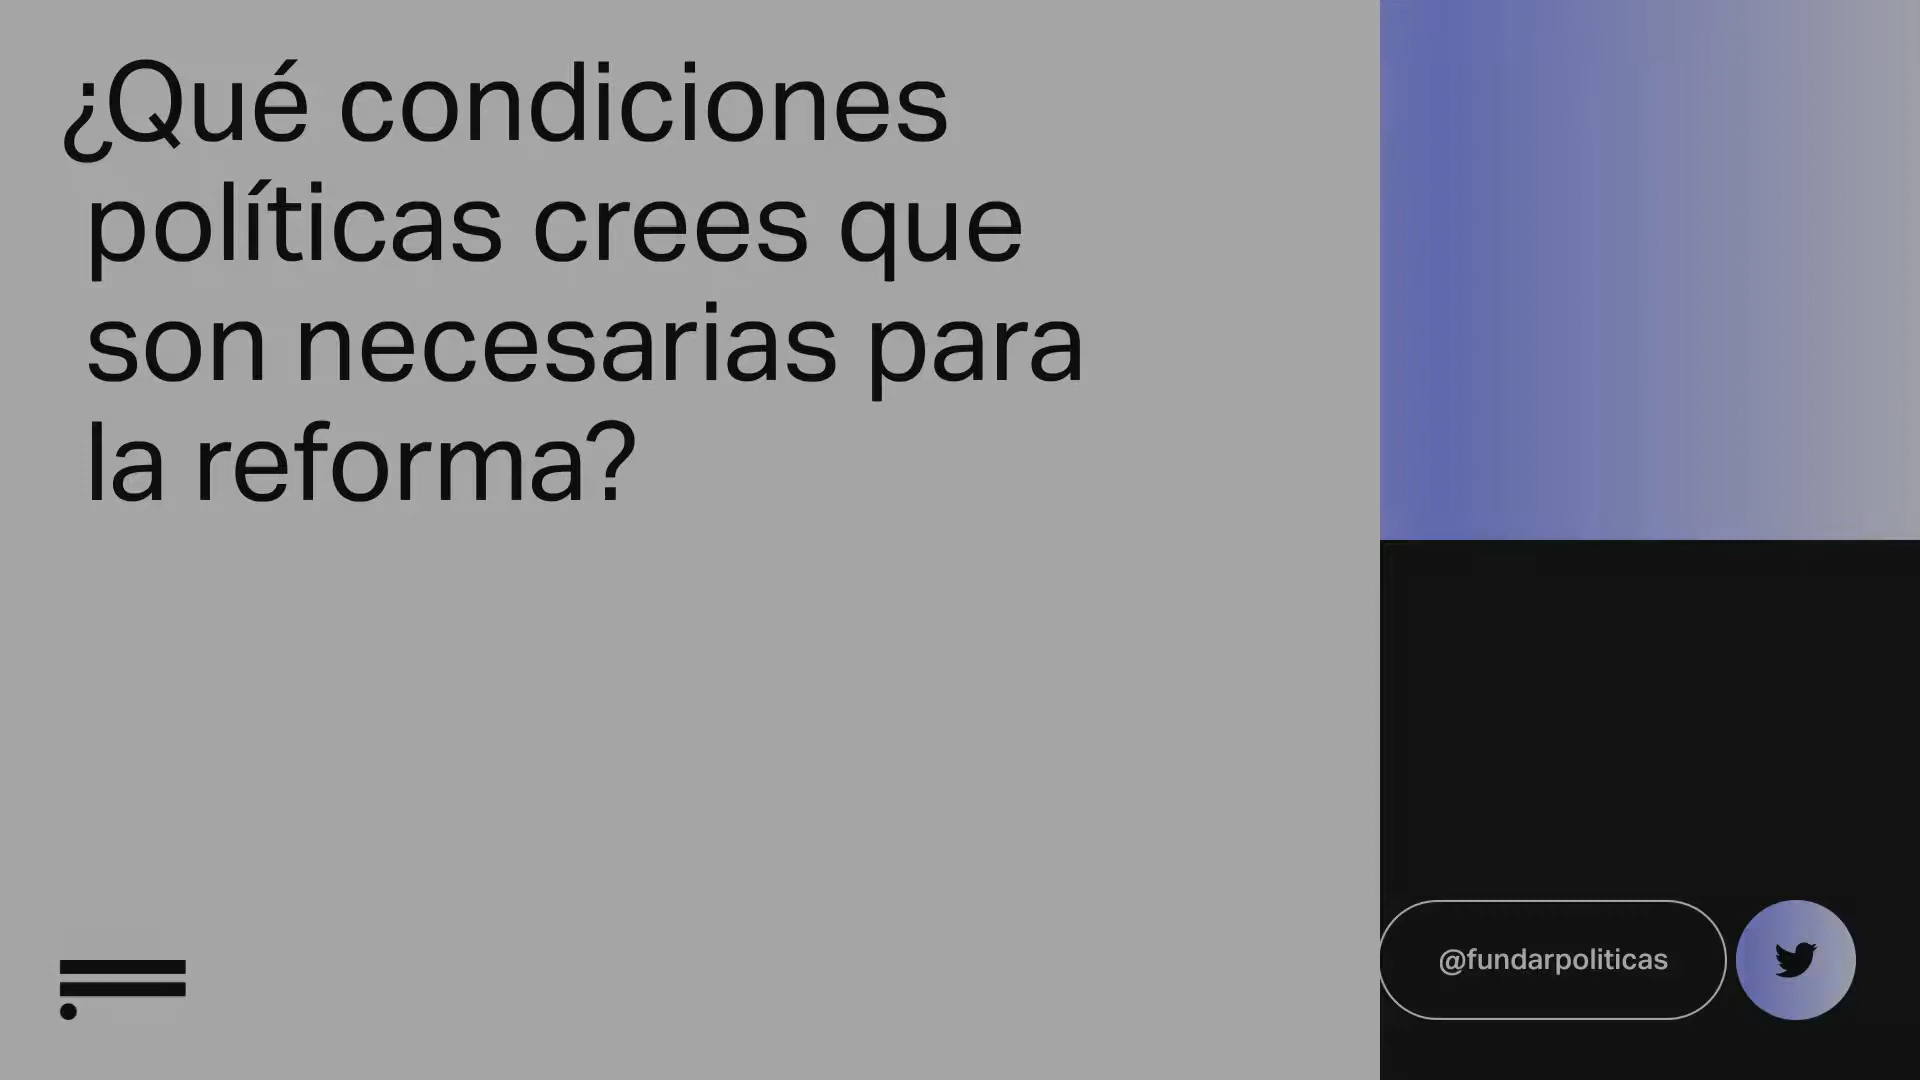 ¿Qué condiciones
políticas crees que
son necesarias para
la reforma?
@fundarpoliticas